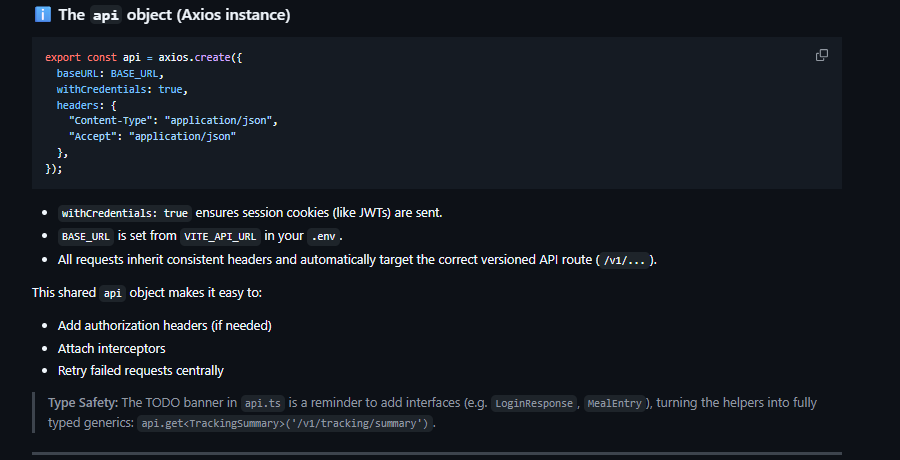 ℹ️ The api object (Axios instance)
export const api = axios.create({
  baseURL: BASE_URL,
  withCredentials: true,
  headers: {
    "Content-Type": "application/json",
    "Accept": "application/json"
  },
});
• withCredentials: true ensures session cookies (like JWTs) are sent.
• BASE_URL is set from VITE_API_URL in your .env.
• All requests inherit consistent headers and automatically target the correct versioned API route ( /v1/... ).
This shared api object makes it easy to:
• Add authorization headers (if needed)
• Attach interceptors
• Retry failed requests centrally
Type Safety: The TODO banner in api.ts is a reminder to add interfaces (e.g. LoginResponse, MealEntry), turning the helpers into fully
typed generics: api.get<TrackingSummary>('/v1/tracking/summary').